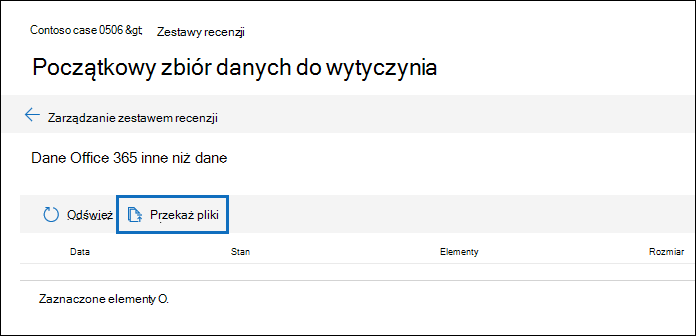 Contoso case 0506 &gt; Zestawy recenzji
Początkowy zbiór danych do wytyczynia
Zarządzanie zestawem recenzji
Dane Office 365 inne niż dane
Odśwież Przekaż pliki
Data Stan Elementy Rozmiar
Zaznaczone elementy O.